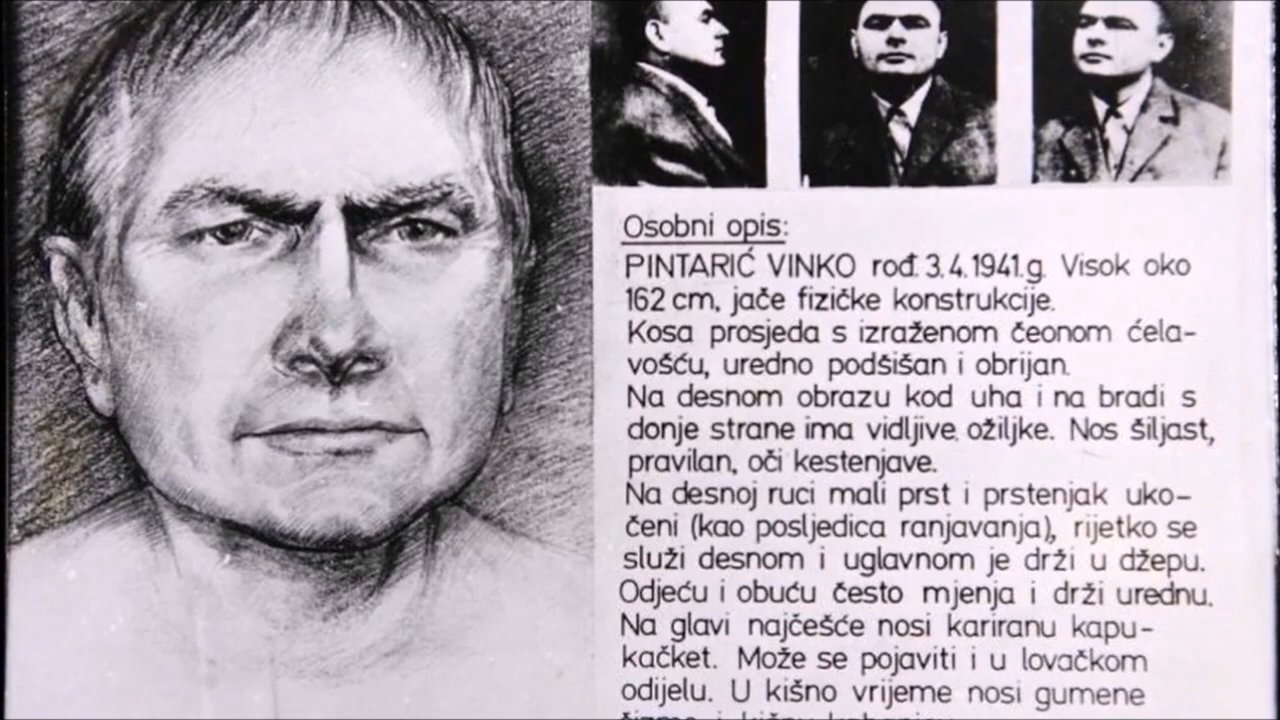 Osobni opis:
PINTARIĆ VINKO rođ. 3.4.1941.g. Visok oko
162 cm, jače fizičke konstrukcije.
Kosa prosjeda s izraženom čeonom ćela-
vošću, uredno podšišan i obrijan.
Na desnom obrazu kod uha i na bradi s
donje strane ima vidljive ožiljke. Nos šiljast,
pravilan, oči kestenjave.
Na desnoj ruci mali prst i prstenjak uko-
čeni (kao posljedica ranjavanja), rijetko se
služi desnom i uglavnom je drži u džepu.
Odjeću i obuću često mjenja i drži urednu.
Na glavi najčešće nosi kariranu kapu-
kačket. Može se pojaviti i u lovačkom
odijelu. U kišno vrijeme nosi gumene